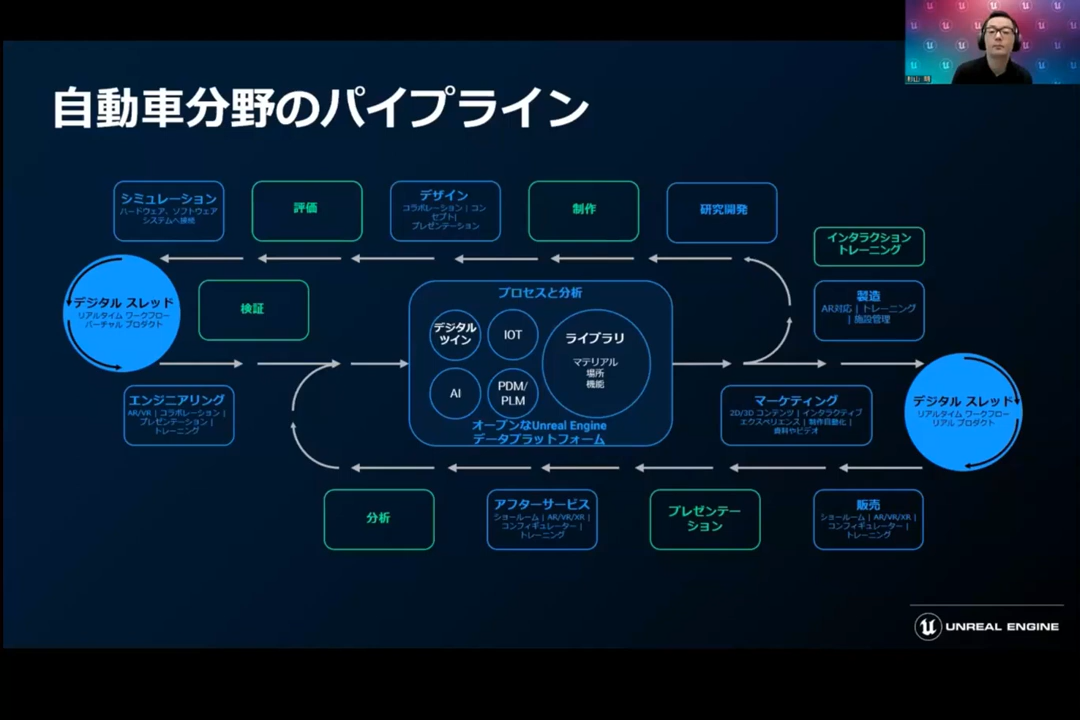 自動車分野のパイプライン
シミュレーション
ハードウェア、ソフトウェア
システムへ接続
評価
デザイン
コラボレーション | コン
セプト|
プレゼンテーション
制作
研究開発
インタラクション
トレーニング
デジタル スレッド
リアルタイム ワークフロー
バーチャル プロダクト
検証
プロセスと分析
デジタル
ツイン
IOT
ライブラリ
マテリアル
場所
機能
AI
PDM/
PLM
オープンなUnreal Engine
データプラットフォーム
製造
AR対応 | トレーニング
| 施設管理
エンジニアリング
AR/VR | コラボレーション |
プレゼンテーション |
トレーニング
マーケティング
2D/3D コンテンツ | インタラクティブ
エクスペリエンス | 制作自動化 |
資料やビデオ
デジタル スレッド
リアルタイム ワークフロー
リアル プロダクト
分析
アフターサービス
ショールーム | AR/VR/XR |
コンフィギュレーター |
トレーニング
プレゼンテー
ション
販売
ショールーム | AR/VR/XR |
コンフィギュレーター |
トレーニング
UNREAL ENGINE